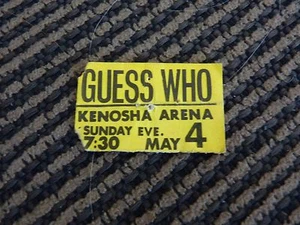 GUESS WHO
KENOSHA ARENA
SUNDAY EVE.
7:30 MAY 4